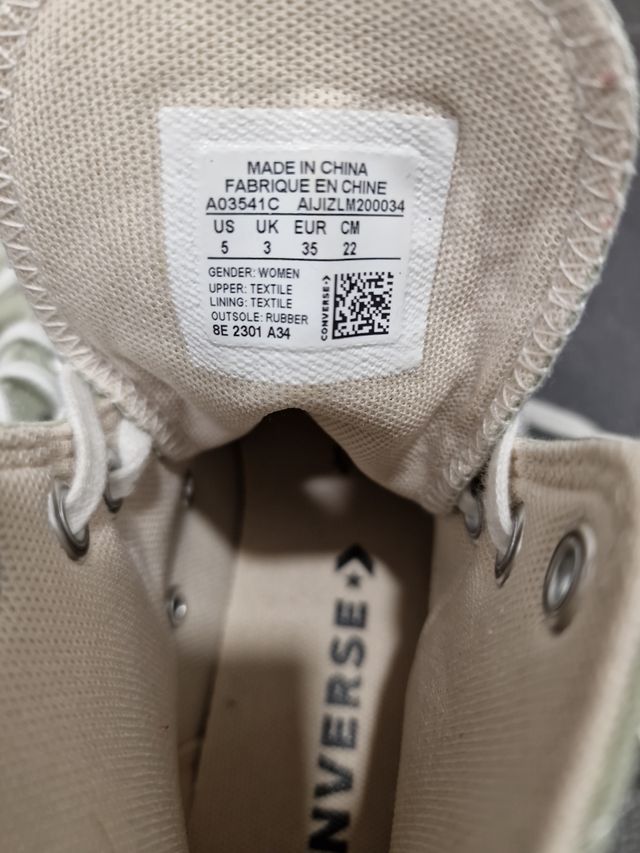 MADE IN CHINA
FABRIQUE EN CHINE
A03541C AIJIZLM200034
US UK EUR CM
5 3 35 22
GENDER: WOMEN
UPPER: TEXTILE
LINING: TEXTILE
OUTSOLE: RUBBER
8E 2301 A34
CONVERSE
CONVERSE